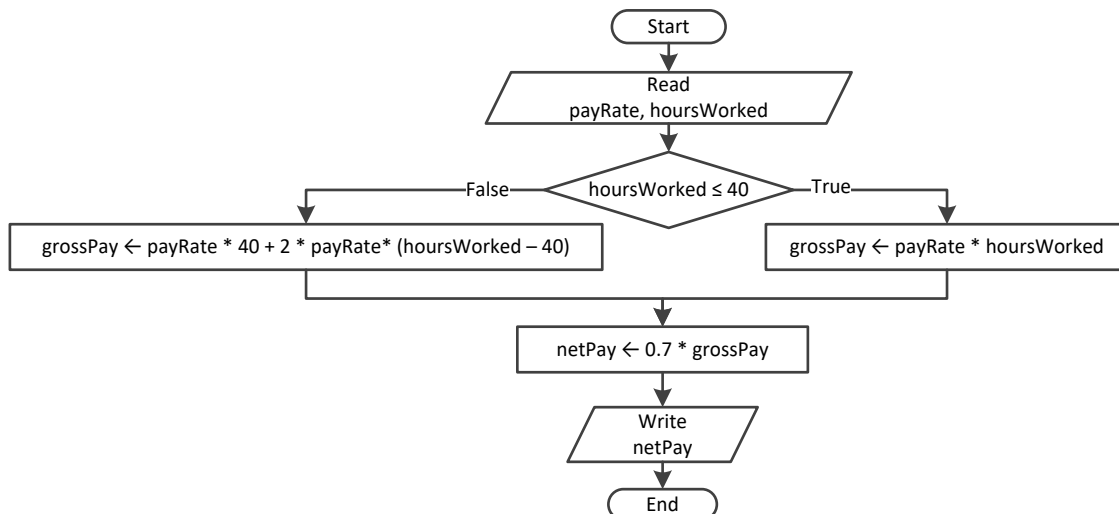 Start
Read
payRate, hoursWorked
hoursWorked ≤ 40
False
True
grossPay ← payRate * 40 + 2 * payRate* (hoursWorked – 40)
grossPay ← payRate * hoursWorked
netPay ← 0.7 * grossPay
Write
netPay
End